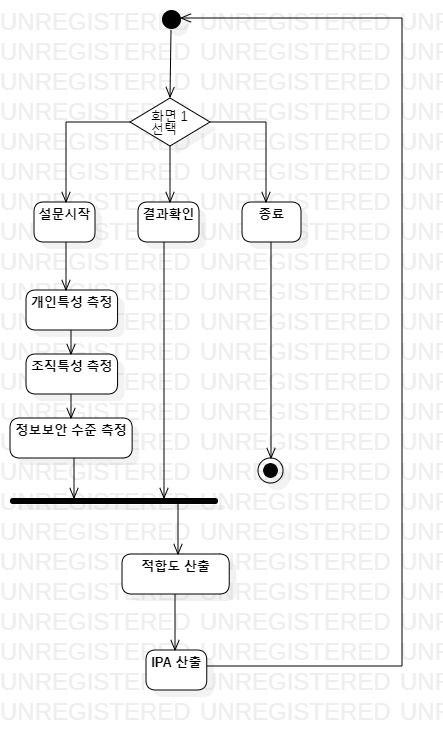 화면 1
선택
설문시작
결과확인
종료
개인특성 측정
조직특성 측정
정보보안 수준 측정
적합도 산출
IPA 산출
UNREGISTERED